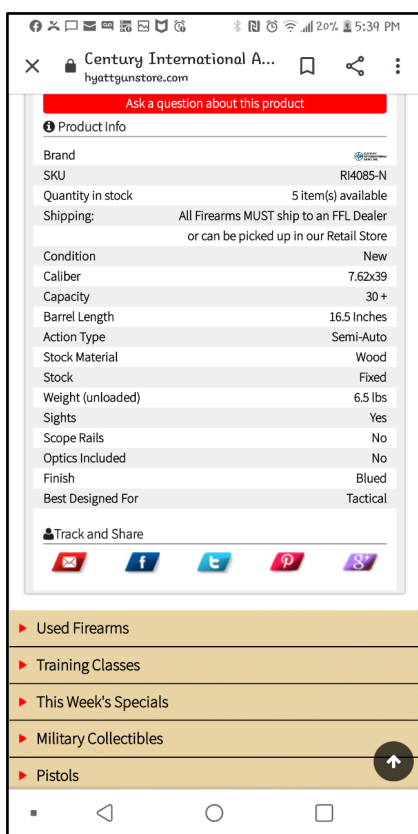 20% 5:39 PM
Century International A...
hyattgunstore.com
Ask a question about this product
Product Info
Brand
SKU RI4085-N
Quantity in stock 5 item(s) available
Shipping: All Firearms MUST ship to an FFL Dealer
or can be picked up in our Retail Store
Condition New
Caliber 7.62x39
Capacity 30 +
Barrel Length 16.5 Inches
Action Type Semi-Auto
Stock Material Wood
Stock Fixed
Weight (unloaded) 6.5 lbs
Sights Yes
Scope Rails No
Optics Included No
Finish Blued
Best Designed For Tactical
Track and Share
Used Firearms
Training Classes
This Week's Specials
Military Collectibles
Pistols